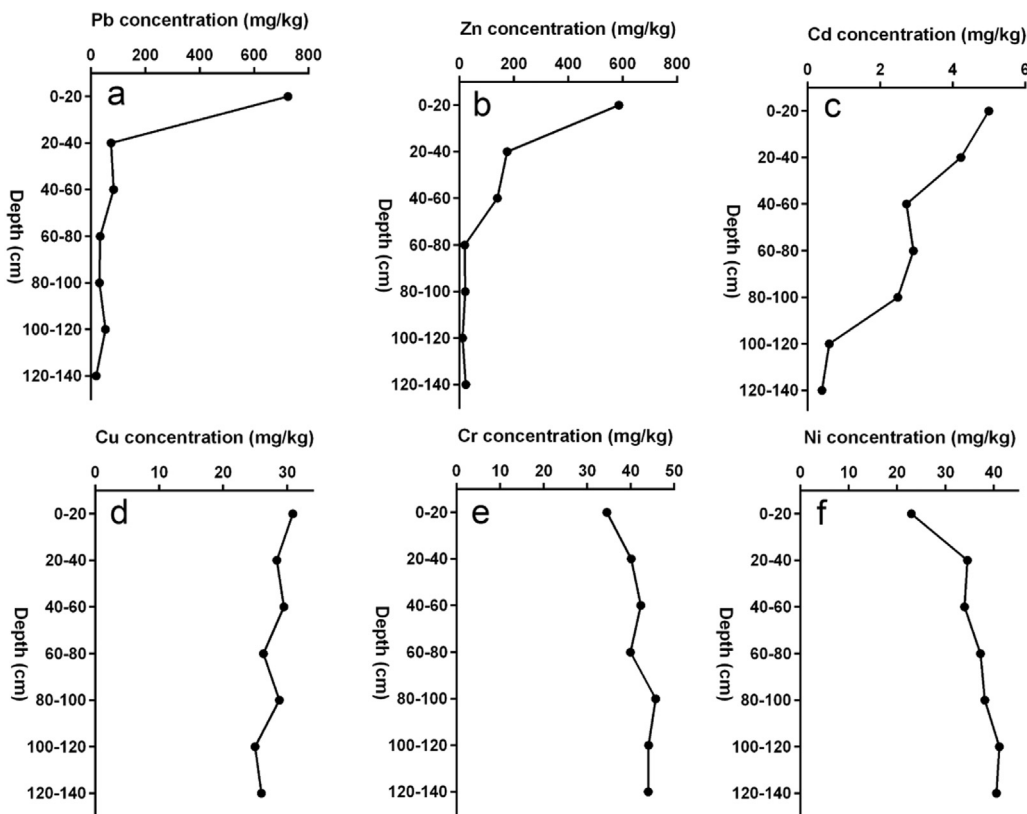 Pb concentration (mg/kg)
0 200 400 600 800
a
0-20
20-40
40-60
60-80
80-100
100-120
120-140
Depth (cm)
Zn concentration (mg/kg)
0 200 400 600 800
b
0-20
20-40
40-60
60-80
80-100
100-120
120-140
Depth (cm)
Cd concentration (mg/kg)
0 2 4 6
c
0-20
20-40
40-60
60-80
80-100
100-120
120-140
Depth (cm)
Cu concentration (mg/kg)
0 10 20 30
d
0-20
20-40
40-60
60-80
80-100
100-120
120-140
Depth (cm)
Cr concentration (mg/kg)
0 10 20 30 40 50
e
0-20
20-40
40-60
60-80
80-100
100-120
120-140
Depth (cm)
Ni concentration (mg/kg)
0 10 20 30 40
f
0-20
20-40
40-60
60-80
80-100
100-120
120-140
Depth (cm)